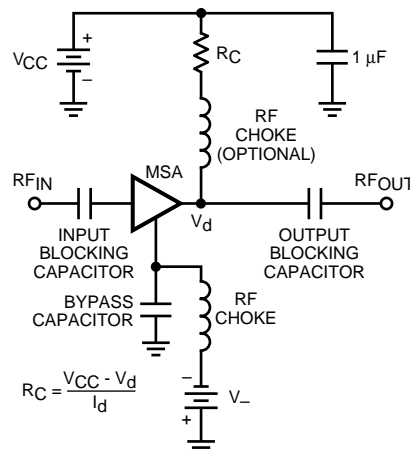 +
VCC
–
RC
1 μF
RF
CHOKE
(OPTIONAL)
MSA
RFIN
RFOUT
Vd
INPUT
BLOCKING
CAPACITOR
OUTPUT
BLOCKING
CAPACITOR
BYPASS
CAPACITOR
RF
CHOKE
RC = VCC - Vd
Id
–
V–
+